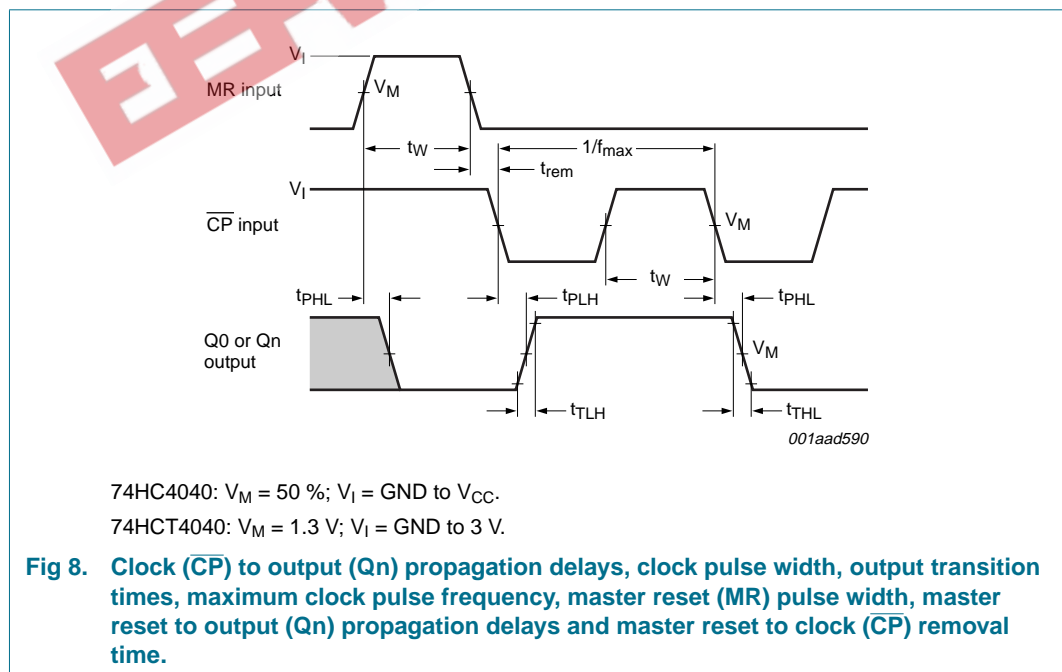 V_I
MR input
V_M
t_W
1/f_max
t_rem
V_I
C̅P̅ input
V_M
t_W
t_PHL
t_PLH
t_PHL
Q0 or Qn
output
V_M
t_TLH
t_THL
001aad590
74HC4040: V_M = 50 %; V_I = GND to V_CC.
74HCT4040: V_M = 1.3 V; V_I = GND to 3 V.
Fig 8. Clock (C̅P̅) to output (Qn) propagation delays, clock pulse width, output transition
times, maximum clock pulse frequency, master reset (MR) pulse width, master
reset to output (Qn) propagation delays and master reset to clock (C̅P̅) removal
time.